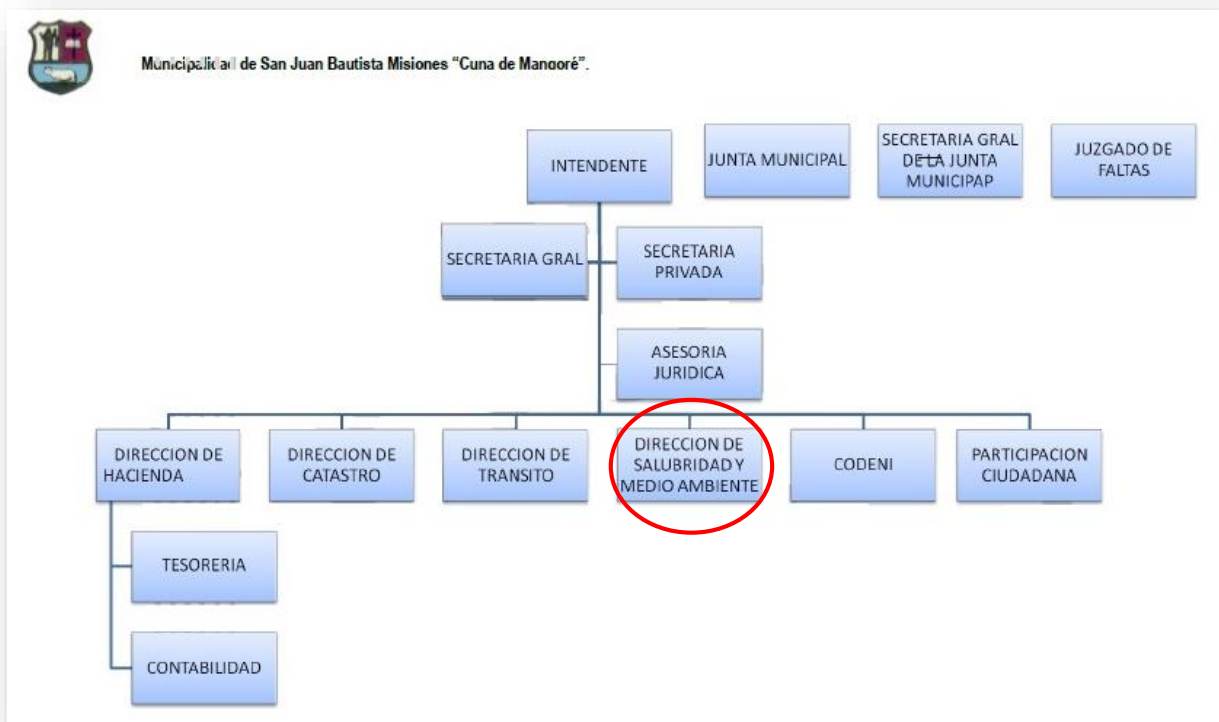 Municipalidad de San Juan Bautista Misiones “Cuna de Mangoré”.
INTENDENTE
JUNTA MUNICIPAL
SECRETARIA GRAL
DE LA JUNTA
MUNICIPAP
JUZGADO DE
FALTAS
SECRETARIA GRAL
SECRETARIA
PRIVADA
ASESORIA
JURIDICA
DIRECCION DE
HACIENDA
DIRECCION DE
CATASTRO
DIRECCION DE
TRANSITO
DIRECCION DE
SALUBRIDAD Y
MEDIO AMBIENTE
CODENI
PARTICIPACION
CIUDADANA
TESORERIA
CONTABILIDAD